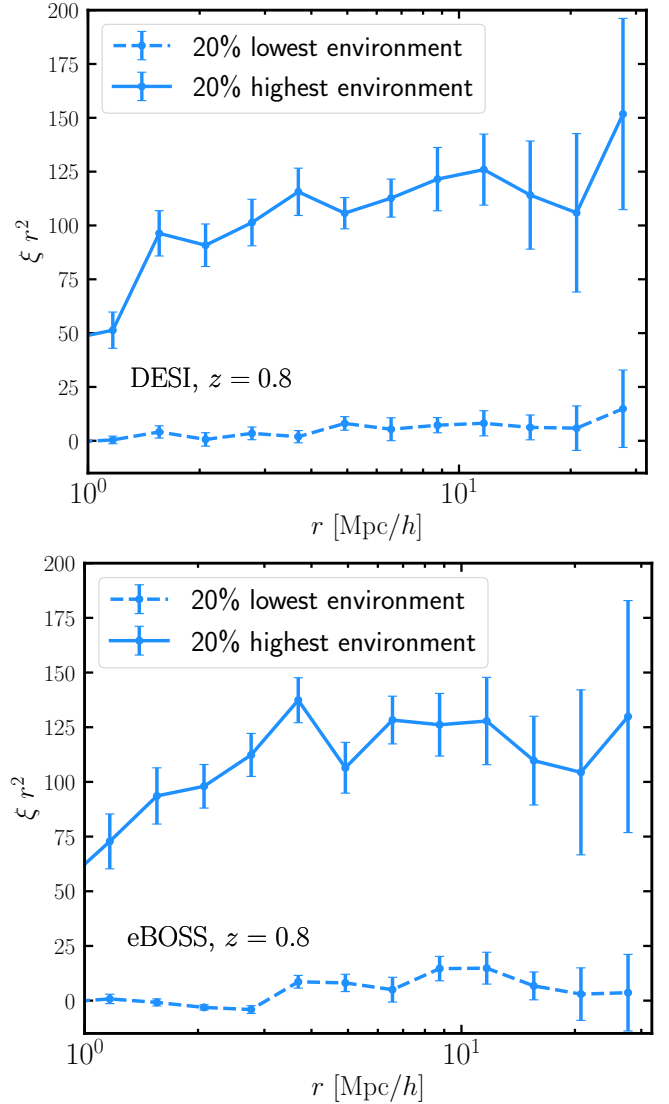 200
175
150
125
100
75
50
25
0
ξ r²
20% lowest environment
20% highest environment
DESI, z = 0.8
10⁰
10¹
r [Mpc/h]
200
175
150
125
100
75
50
25
0
ξ r²
20% lowest environment
20% highest environment
eBOSS, z = 0.8
10⁰
10¹
r [Mpc/h]